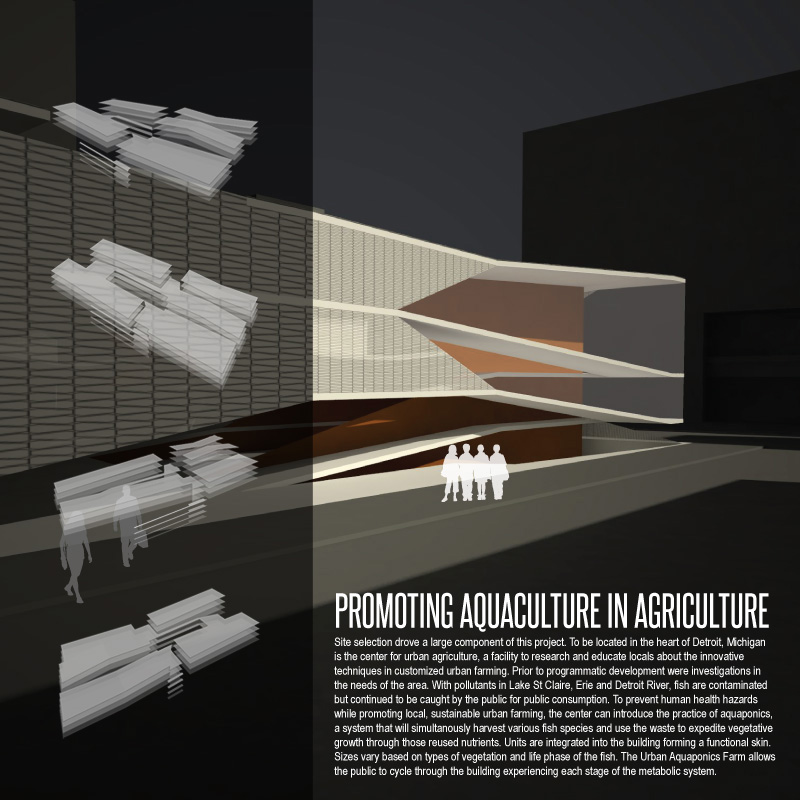 PROMOTING AQUACULTURE IN AGRICULTURE
Site selection drove a large component of this project. To be located in the heart of Detroit, Michigan
is the center for urban agriculture, a facility to research and educate locals about the innovative
techniques in customized urban farming. Prior to programmatic development were investigations in
the needs of the area. With pollutants in Lake St Claire, Erie and Detroit River, fish are contaminated
but continued to be caught by the public for public consumption. To prevent human health hazards
while promoting local, sustainable urban farming, the center can introduce the practice of aquaponics,
a system that will simultanously harvest various fish species and use the waste to expedite vegetative
growth through those reused nutrients. Units are integrated into the building forming a functional skin.
Sizes vary based on types of vegetation and life phase of the fish. The Urban Aquaponics Farm allows
the public to cycle through the building experiencing each stage of the metabolic system.